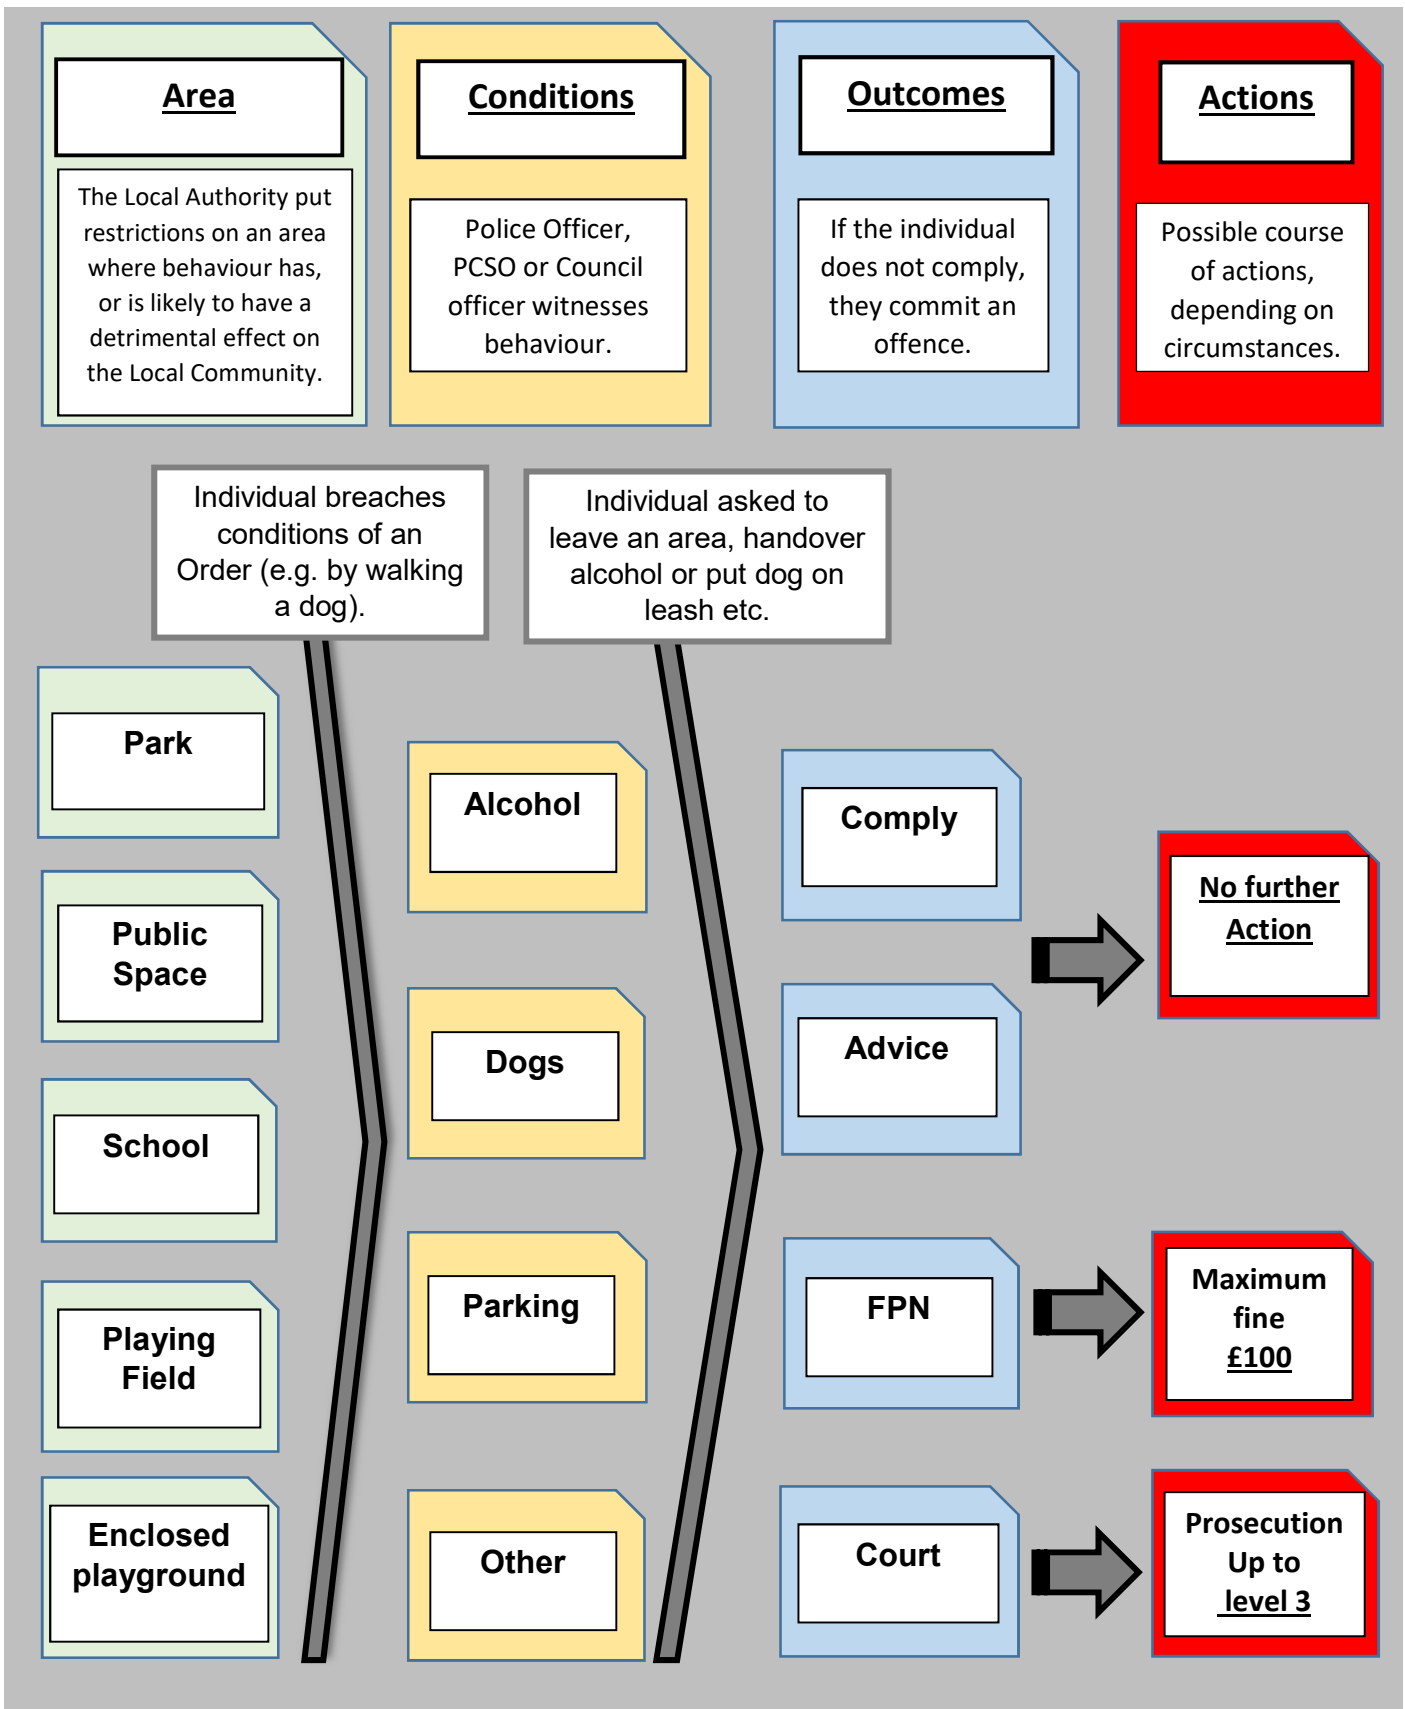 Area
The Local Authority put
restrictions on an area
where behaviour has,
or is likely to have a
detrimental effect on
the Local Community.
Conditions
Police Officer,
PCSO or Council
officer witnesses
behaviour.
Outcomes
If the individual
does not comply,
they commit an
offence.
Actions
Possible course
of actions,
depending on
circumstances.
Individual breaches
conditions of an
Order (e.g. by walking
a dog).
Individual asked to
leave an area, handover
alcohol or put dog on
leash etc.
Park
Public
Space
School
Playing
Field
Enclosed
playground
Alcohol
Dogs
Parking
Other
Comply
Advice
FPN
Court
No further
Action
Maximum
fine
£100
Prosecution
Up to
level 3